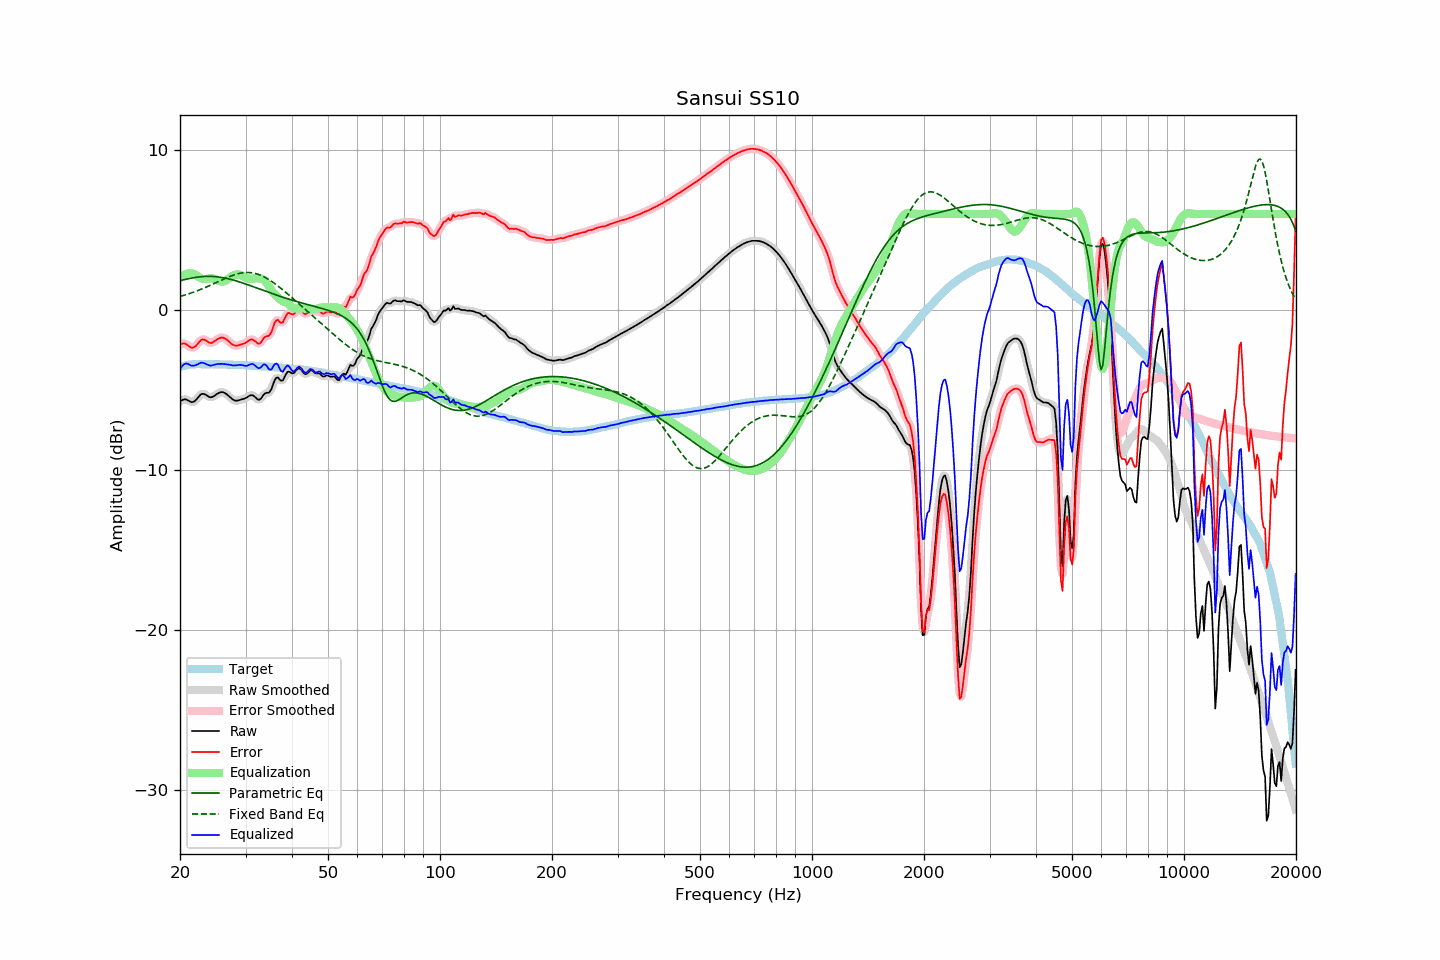 Sansui SS10
Amplitude (dBr)
10
0
−10
−20
−30
Target
Raw Smoothed
Error Smoothed
Raw
Error
Equalization
Parametric Eq
Fixed Band Eq
Equalized
20 50 100 200 500 1000 2000 5000 10000 20000
Frequency (Hz)